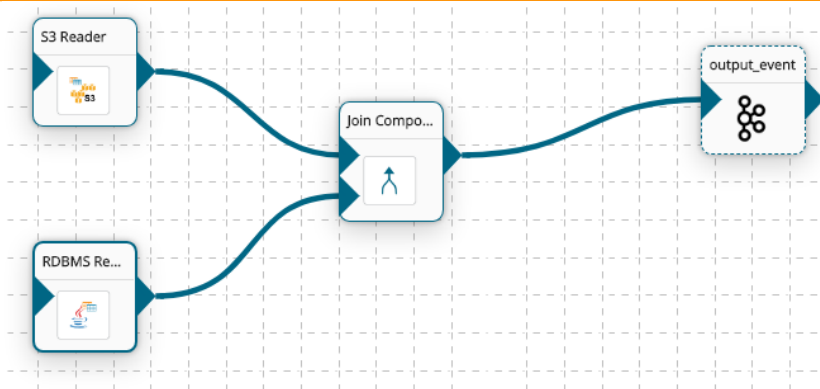 S3 Reader
S3
Join Compo...
output_event
RDBMS Re...